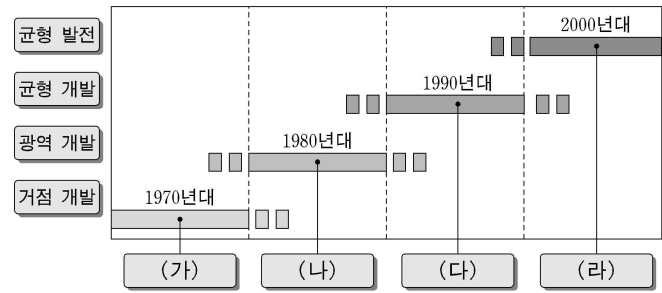 균형 발전
2000년대
균형 개발
1990년대
광역 개발
1980년대
거점 개발
1970년대
(가)
(나)
(다)
(라)